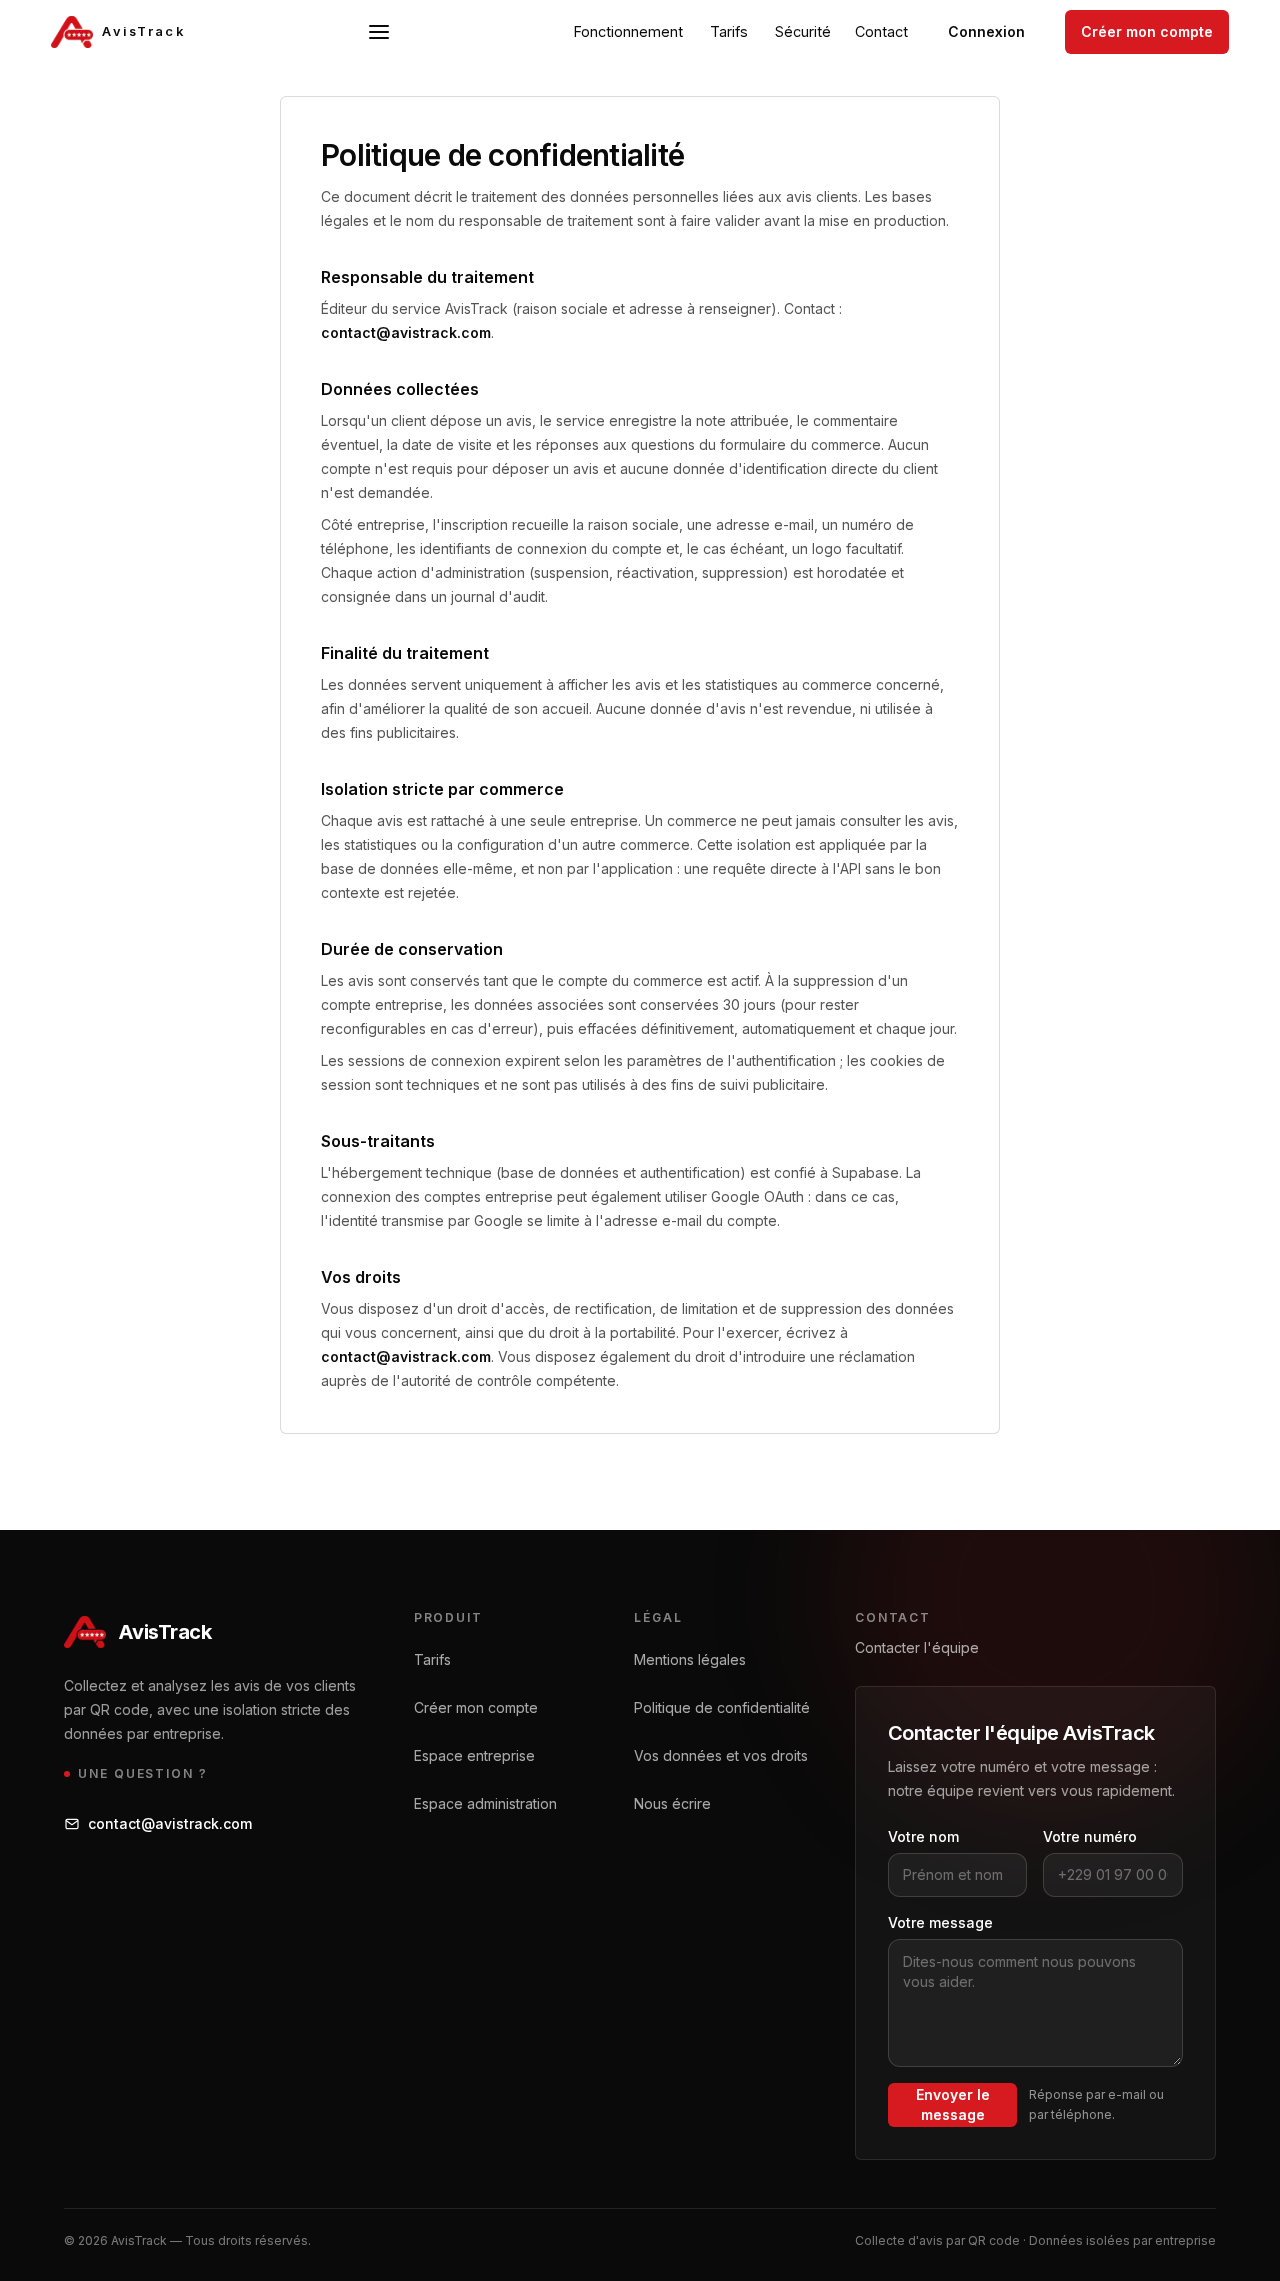 AvisTrack
Fonctionnement
Tarifs
Sécurité
Contact
Connexion
Créer mon compte
Politique de confidentialité
Ce document décrit le traitement des données personnelles liées aux avis clients. Les bases
légales et le nom du responsable de traitement sont à faire valider avant la mise en production.
Responsable du traitement
Éditeur du service AvisTrack (raison sociale et adresse à renseigner). Contact :
contact@avistrack.com.
Données collectées
Lorsqu'un client dépose un avis, le service enregistre la note attribuée, le commentaire
éventuel, la date de visite et les réponses aux questions du formulaire du commerce. Aucun
compte n'est requis pour déposer un avis et aucune donnée d'identification directe du client
n'est demandée.
Côté entreprise, l'inscription recueille la raison sociale, une adresse e-mail, un numéro de
téléphone, les identifiants de connexion du compte et, le cas échéant, un logo facultatif.
Chaque action d'administration (suspension, réactivation, suppression) est horodatée et
consignée dans un journal d'audit.
Finalité du traitement
Les données servent uniquement à afficher les avis et les statistiques au commerce concerné,
afin d'améliorer la qualité de son accueil. Aucune donnée d'avis n'est revendue, ni utilisée à
des fins publicitaires.
Isolation stricte par commerce
Chaque avis est rattaché à une seule entreprise. Un commerce ne peut jamais consulter les avis,
les statistiques ou la configuration d'un autre commerce. Cette isolation est appliquée par la
base de données elle-même, et non par l'application : une requête directe à l'API sans le bon
contexte est rejetée.
Durée de conservation
Les avis sont conservés tant que le compte du commerce est actif. À la suppression d'un
compte entreprise, les données associées sont conservées 30 jours (pour rester
reconfigurables en cas d'erreur), puis effacées définitivement, automatiquement et chaque jour.
Les sessions de connexion expirent selon les paramètres de l'authentification ; les cookies de
session sont techniques et ne sont pas utilisés à des fins de suivi publicitaire.
Sous-traitants
L'hébergement technique (base de données et authentification) est confié à Supabase. La
connexion des comptes entreprise peut également utiliser Google OAuth : dans ce cas,
l'identité transmise par Google se limite à l'adresse e-mail du compte.
Vos droits
Vous disposez d'un droit d'accès, de rectification, de limitation et de suppression des données
qui vous concernent, ainsi que du droit à la portabilité. Pour l'exercer, écrivez à
contact@avistrack.com. Vous disposez également du droit d'introduire une réclamation
auprès de l'autorité de contrôle compétente.
AvisTrack
Collectez et analysez les avis de vos clients
par QR code, avec une isolation stricte des
données par entreprise.
UNE QUESTION ?
contact@avistrack.com
PRODUIT
Tarifs
Créer mon compte
Espace entreprise
Espace administration
LÉGAL
Mentions légales
Politique de confidentialité
Vos données et vos droits
Nous écrire
CONTACT
Contacter l'équipe
Contacter l'équipe AvisTrack
Laissez votre numéro et votre message :
notre équipe revient vers vous rapidement.
Votre nom
Votre numéro
Prénom et nom
+229 01 97 00 0
Votre message
Dites-nous comment nous pouvons
vous aider.
Envoyer le
message
Réponse par e-mail ou
par téléphone.
© 2026 AvisTrack — Tous droits réservés.
Collecte d'avis par QR code · Données isolées par entreprise